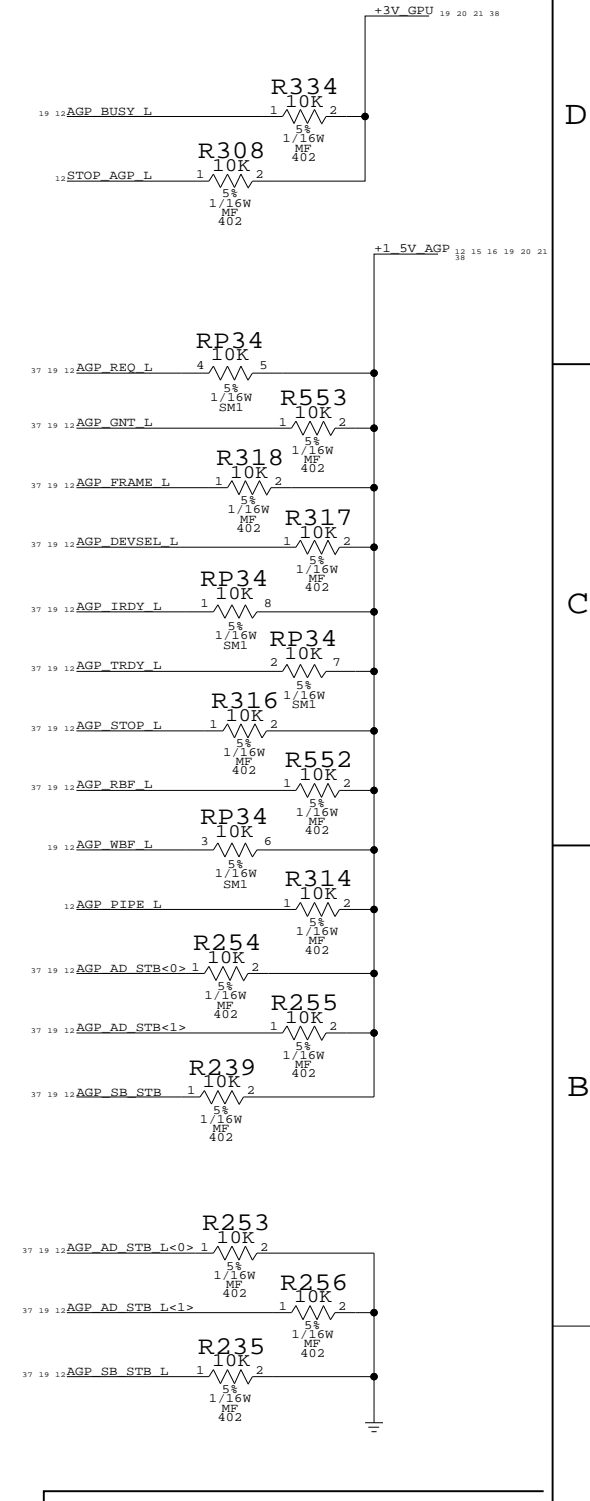 +3V_GPU 19 20 21 38
R334
10K
19 12 AGP_BUSY_L 1 2
5%
1/16W
MF
402
D
R308
10K
12 STOP_AGP_L 1 2
5%
1/16W
MF
402
+1_5V_AGP 12 15 16 19 20 21
38
RP34
10K
37 19 12 AGP_REQ_L 4 5
5%
1/16W
SM1
R553
10K
37 19 12 AGP_GNT_L 1 2
5%
1/16W
MF
402
R318
10K
37 19 12 AGP_FRAME_L 1 2
5%
1/16W
MF
402
R317
10K
37 19 12 AGP_DEVSEL_L 1 2
5%
1/16W
MF
402
RP34
10K
37 19 12 AGP_IRDY_L 1 8
5%
1/16W
SM1
C
RP34
10K
37 19 12 AGP_TRDY_L 2 7
5%
1/16W
SM1
R316
10K
37 19 12 AGP_STOP_L 1 2
5%
1/16W
MF
402
R552
10K
37 19 12 AGP_RBF_L 1 2
5%
1/16W
MF
402
RP34
10K
19 12 AGP_WBF_L 3 6
5%
1/16W
SM1
R314
10K
12 AGP_PIPE_L 1 2
5%
1/16W
MF
402
R254
10K
37 19 12 AGP_AD_STB<0> 1 2
5%
1/16W
MF
402
R255
10K
37 19 12 AGP_AD_STB<1> 1 2
5%
1/16W
MF
402
R239
10K
37 19 12 AGP_SB_STB 1 2
5%
1/16W
MF
402
B
R253
10K
37 19 12 AGP_AD_STB_L<0> 1 2
5%
1/16W
MF
402
R256
10K
37 19 12 AGP_AD_STB_L<1> 1 2
5%
1/16W
MF
402
R235
10K
37 19 12 AGP_SB_STB_L 1 2
5%
1/16W
MF
402